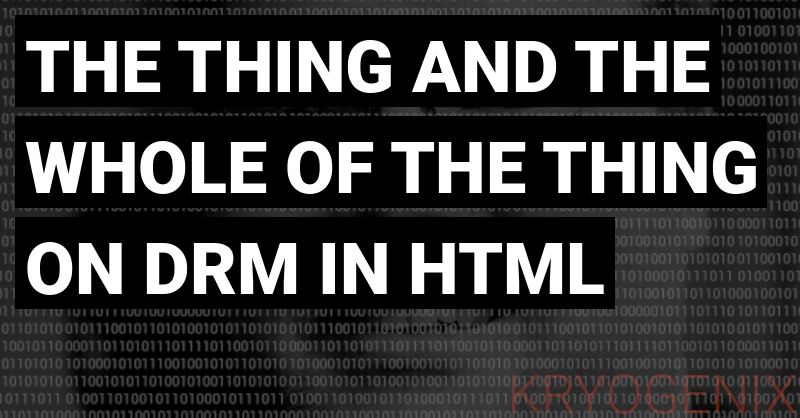 THE THING AND THE
WHOLE OF THE THING
ON DRM IN HTML
KRYOGENIX